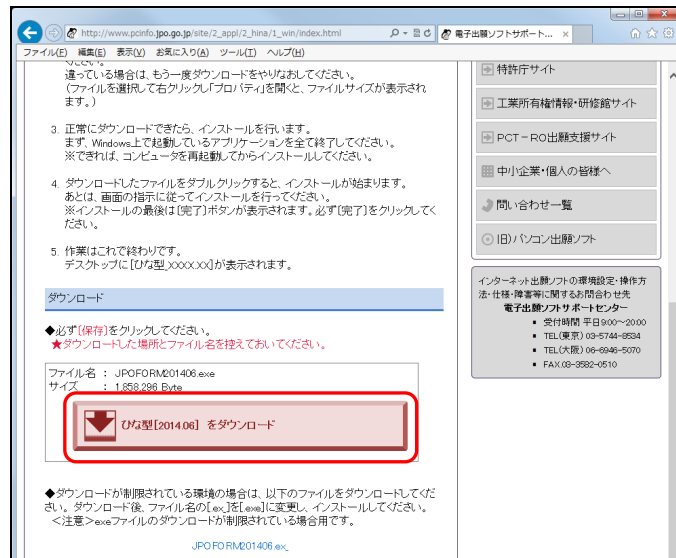 http://www.pcinfo.jpo.go.jp/site/2_appl/2_hina/1_win/index.html
電子出願ソフトサポート...
ファイル(F) 編集(E) 表示(V) お気に入り(A) ツール(T) ヘルプ(H)
ください。
違っている場合は、もう一度ダウンロードをやりなおしてください。
(ファイルを選択して右クリックし「プロパティ」を開くと、ファイルサイズが表示され
ます。)
3. 正常にダウンロードできたら、インストールを行います。
まず、Windows上で起動しているアプリケーションを全て終了してください。
※できれば、コンピュータを再起動してからインストールしてください。
4. ダウンロードしたファイルをダブルクリックすると、インストールが始まります。
あとは、画面の指示に従ってインストールを行ってください。
※インストールの最後は[完了]ボタンが表示されます。必ず[完了]をクリックしてく
ださい。
5. 作業はこれで終わりです。
デスクトップに[ひな型_XXXX.XX]が表示されます。
ダウンロード
◆必ず[保存]をクリックしてください。
★ダウンロードした場所とファイル名を控えておいてください。
ファイル名 : JPOFORM201406.exe
サイズ : 1,858,296 Byte
ひな型[2014.06] をダウンロード
◆ダウンロードが制限されている環境の場合は、以下のファイルをダウンロードしてくだ
さい。ダウンロード後、ファイル名の[.ex_]を[.exe]に変更し、インストールしてください。
<注意>exeファイルのダウンロードが制限されている場合用です。
JPOFORM201406.ex_
特許庁サイト
工業所有権情報・研修館サイト
PCT-RO出願支援サイト
中小企業・個人の皆様へ
問い合わせ一覧
旧)パソコン出願ソフト
インターネット出願ソフトの環境設定・操作方
法・仕様・障害等に関するお問合わせ先
電子出願ソフトサポートセンター
■ 受付時間 平日9:00~20:00
■ TEL(東京) 03-5744-8534
■ TEL(大阪) 06-6946-5070
■ FAX.03-3582-0510